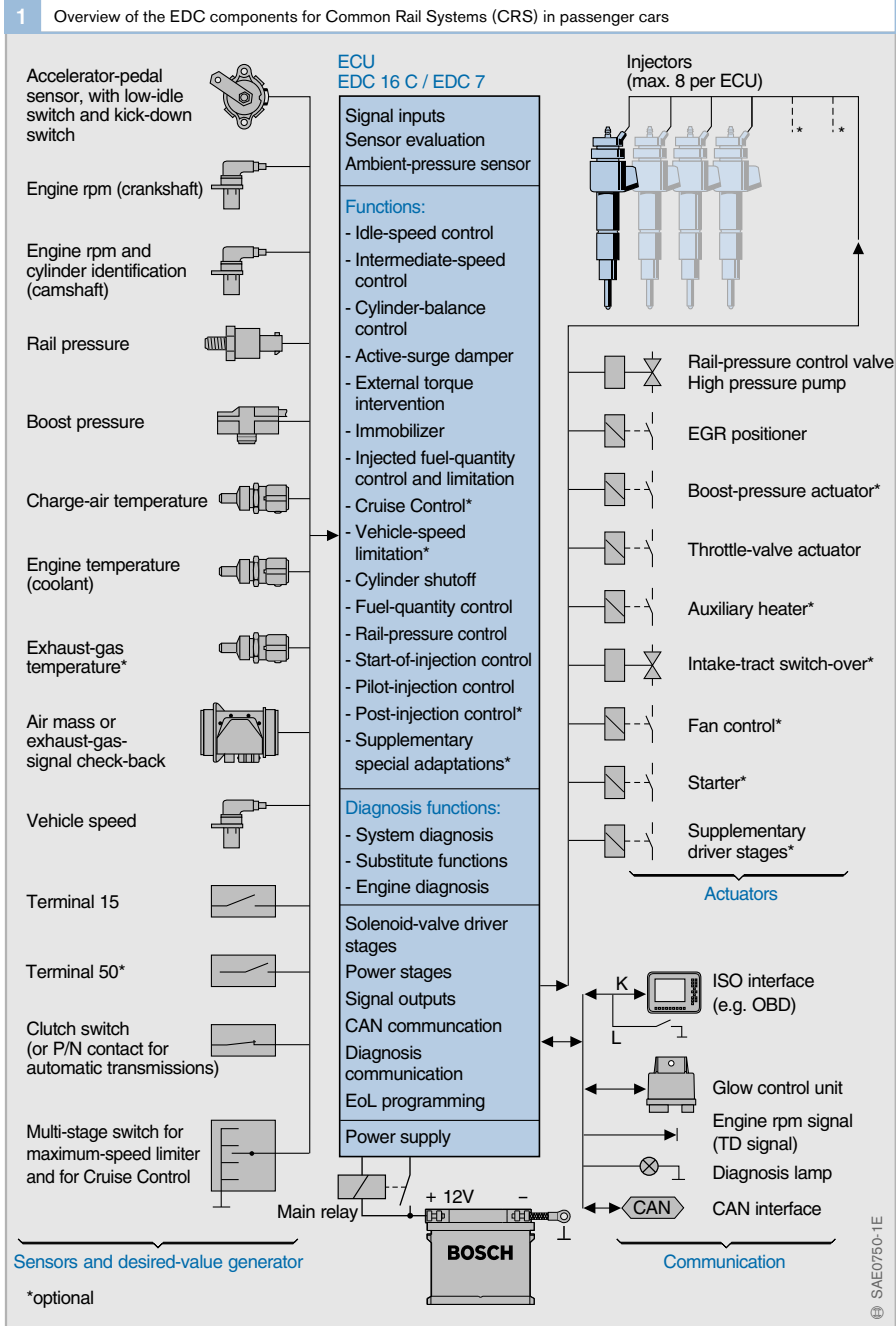 1 Overview of the EDC components for Common Rail Systems (CRS) in passenger cars
Accelerator-pedal
sensor, with low-idle
switch and kick-down
switch
Engine rpm (crankshaft)
Engine rpm and
cylinder identification
(camshaft)
Rail pressure
Boost pressure
Charge-air temperature
Engine temperature
(coolant)
Exhaust-gas
temperature*
Air mass or
exhaust-gas-
signal check-back
Vehicle speed
Terminal 15
Terminal 50*
Clutch switch
(or P/N contact for
automatic transmissions)
Multi-stage switch for
maximum-speed limiter
and for Cruise Control
Sensors and desired-value generator
*optional
ECU
EDC 16 C / EDC 7
Signal inputs
Sensor evaluation
Ambient-pressure sensor
Functions:
- Idle-speed control
- Intermediate-speed
control
- Cylinder-balance
control
- Active-surge damper
- External torque
intervention
- Immobilizer
- Injected fuel-quantity
control and limitation
- Cruise Control*
- Vehicle-speed
limitation*
- Cylinder shutoff
- Fuel-quantity control
- Rail-pressure control
- Start-of-injection control
- Pilot-injection control
- Post-injection control*
- Supplementary
special adaptations*
Diagnosis functions:
- System diagnosis
- Substitute functions
- Engine diagnosis
Solenoid-valve driver
stages
Power stages
Signal outputs
CAN communcation
Diagnosis
communication
EoL programming
Power supply
Main relay
+ 12V –
BOSCH
Injectors
(max. 8 per ECU)
* *
Rail-pressure control valve
High pressure pump
EGR positioner
Boost-pressure actuator*
Throttle-valve actuator
Auxiliary heater*
Intake-tract switch-over*
Fan control*
Starter*
Supplementary
driver stages*
Actuators
K
L
ISO interface
(e.g. OBD)
Glow control unit
Engine rpm signal
(TD signal)
Diagnosis lamp
CAN
CAN interface
Communication
SAE0750-1E